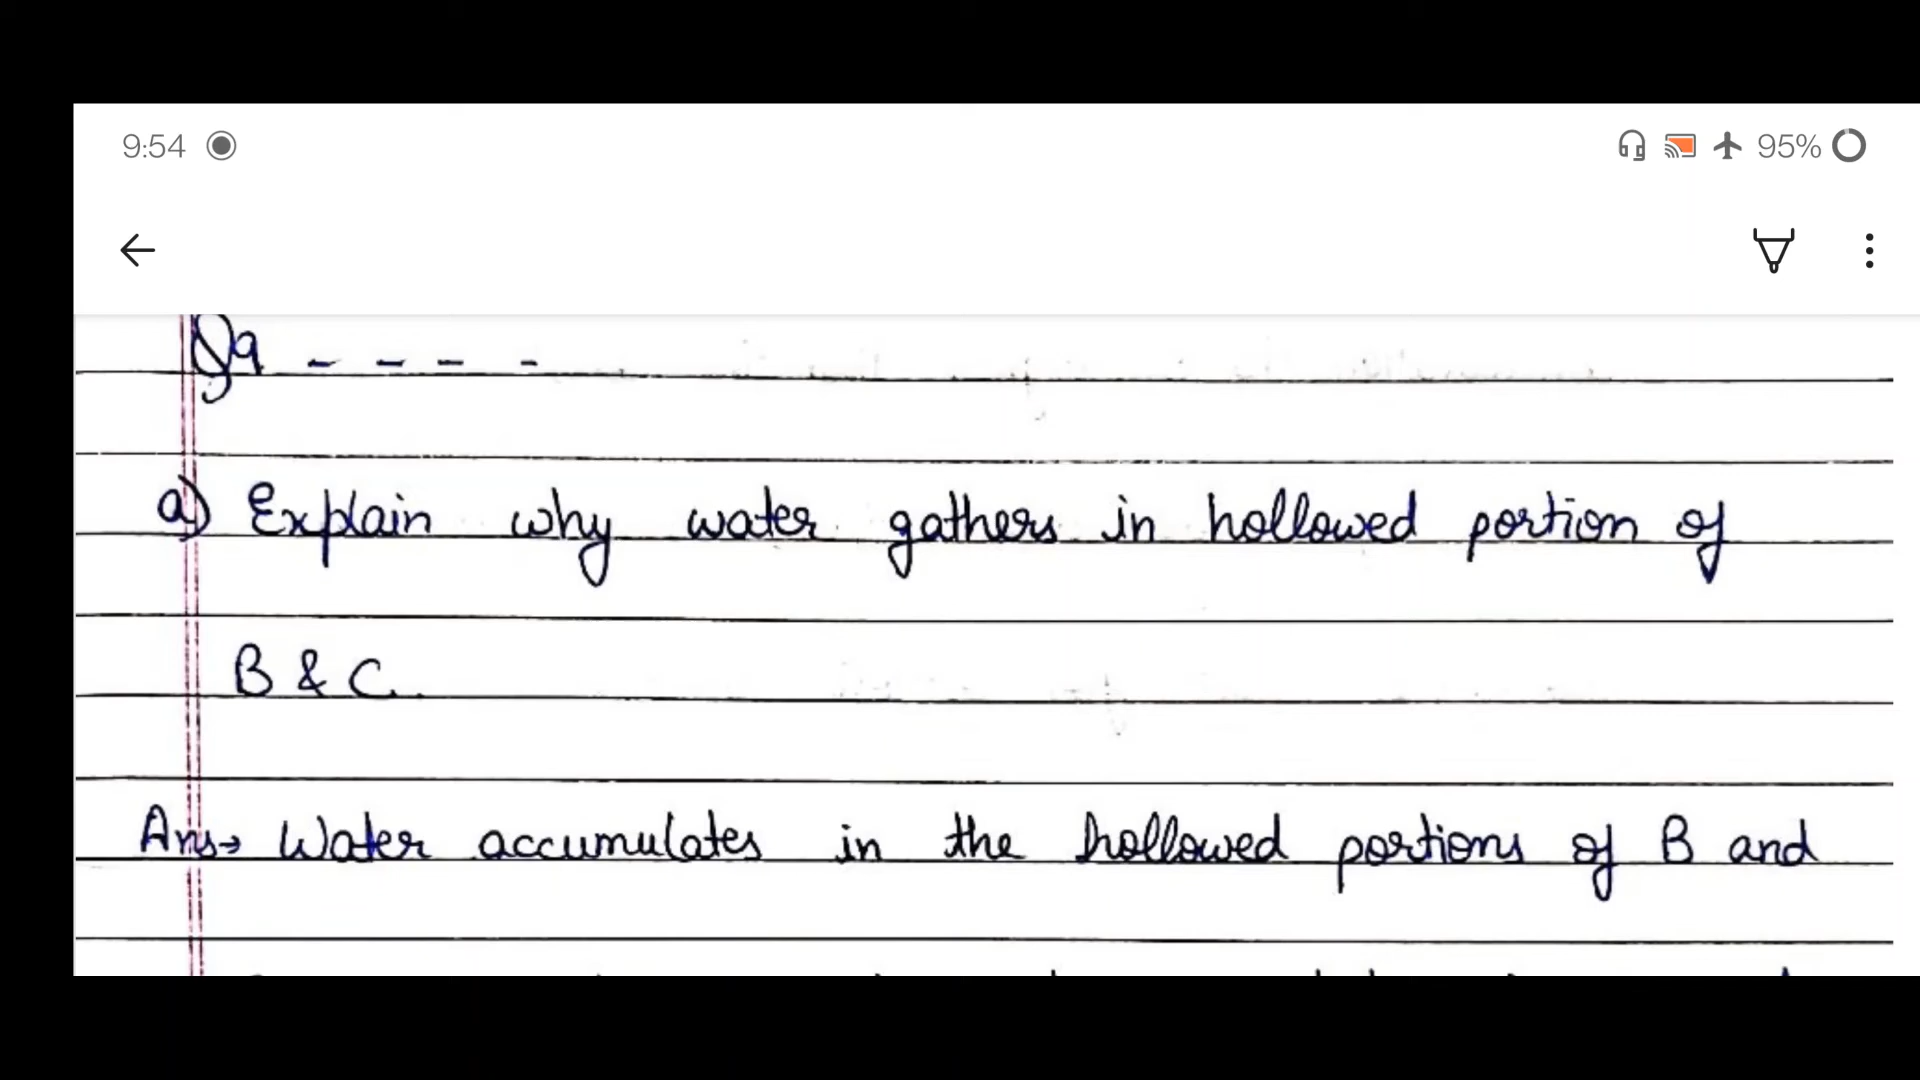 9:54 95%
Q9 - - - -
a) Explain why water gathers in hollowed portion of
B & C.
Ans→ Water accumulates in the hollowed portions of B and